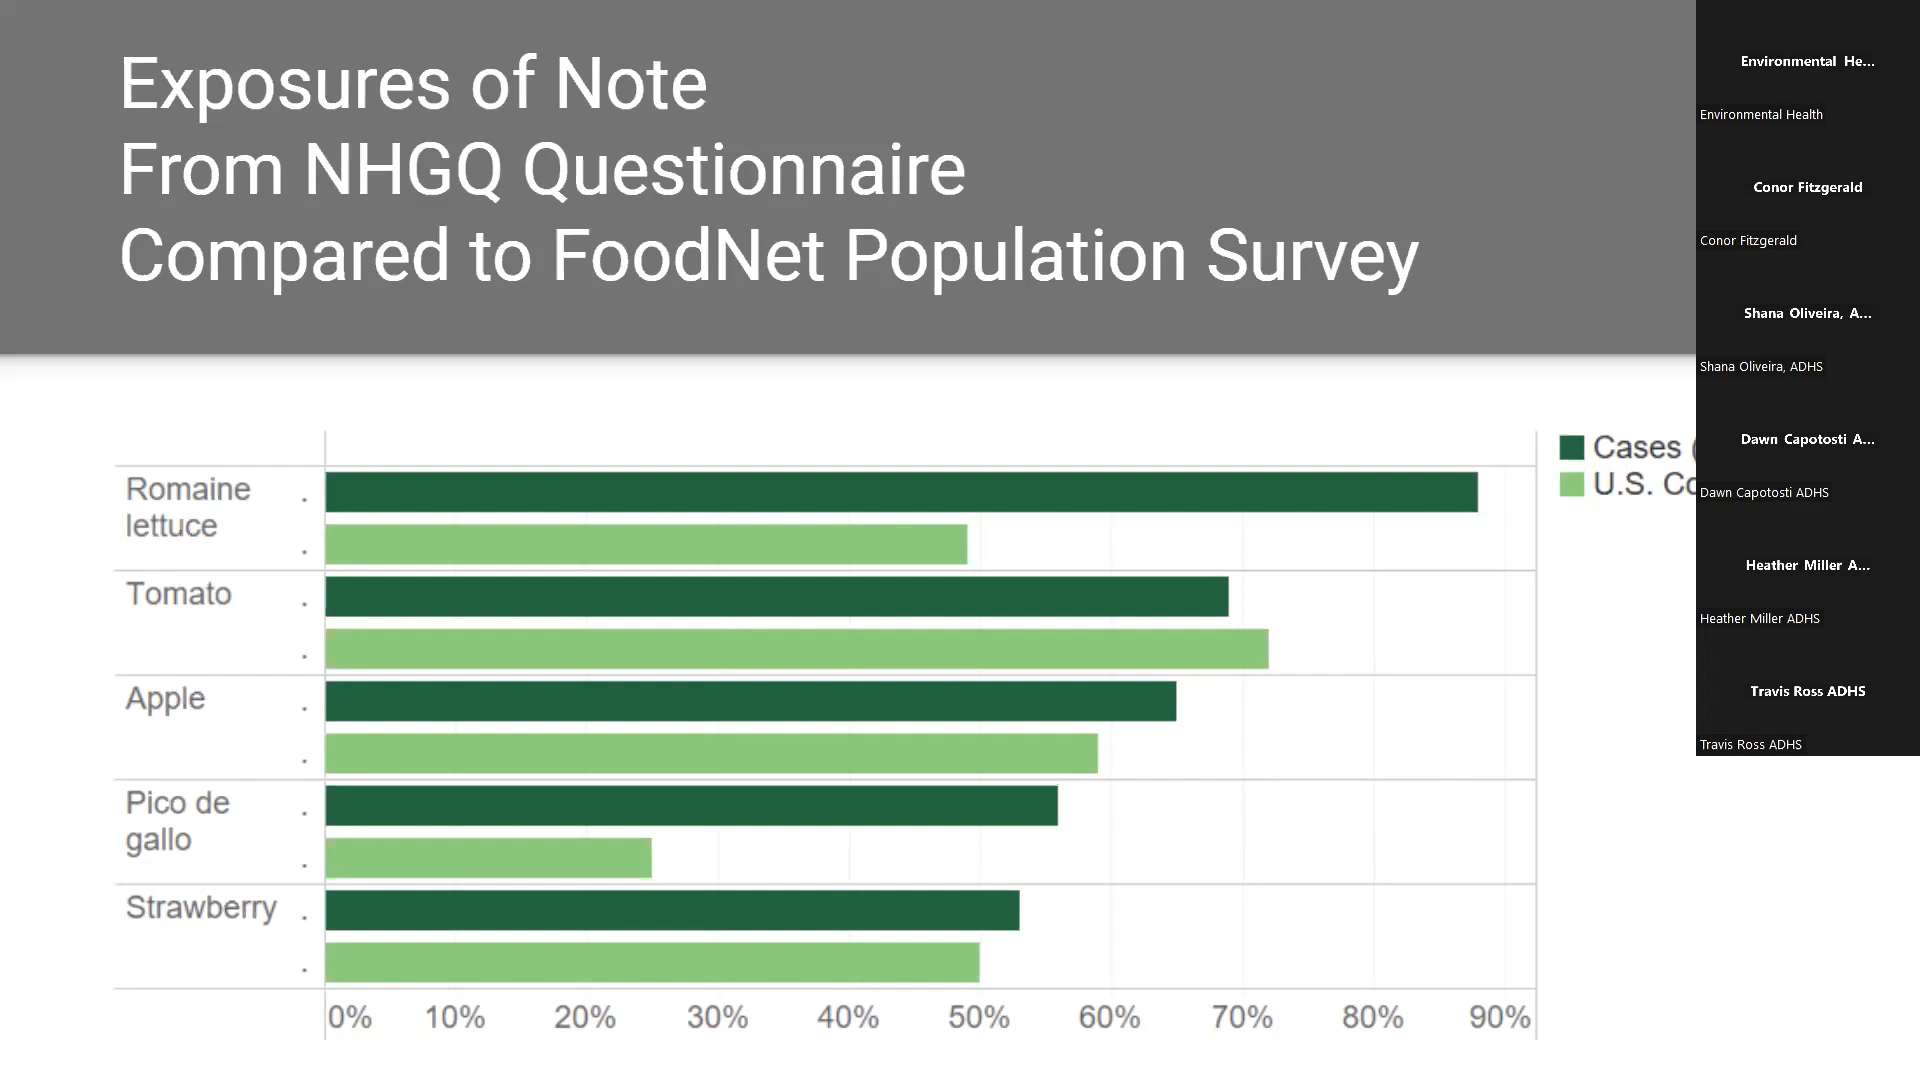 Exposures of Note
From NHGQ Questionnaire
Compared to FoodNet Population Survey
Cases (
U.S. Co
Romaine
lettuce
Tomato
Apple
Pico de
gallo
Strawberry
0% 10% 20% 30% 40% 50% 60% 70% 80% 90%
Environmental He...
Environmental Health
Conor Fitzgerald
Conor Fitzgerald
Shana Oliveira, A...
Shana Oliveira, ADHS
Dawn Capotosti A...
Dawn Capotosti ADHS
Heather Miller A...
Heather Miller ADHS
Travis Ross ADHS
Travis Ross ADHS